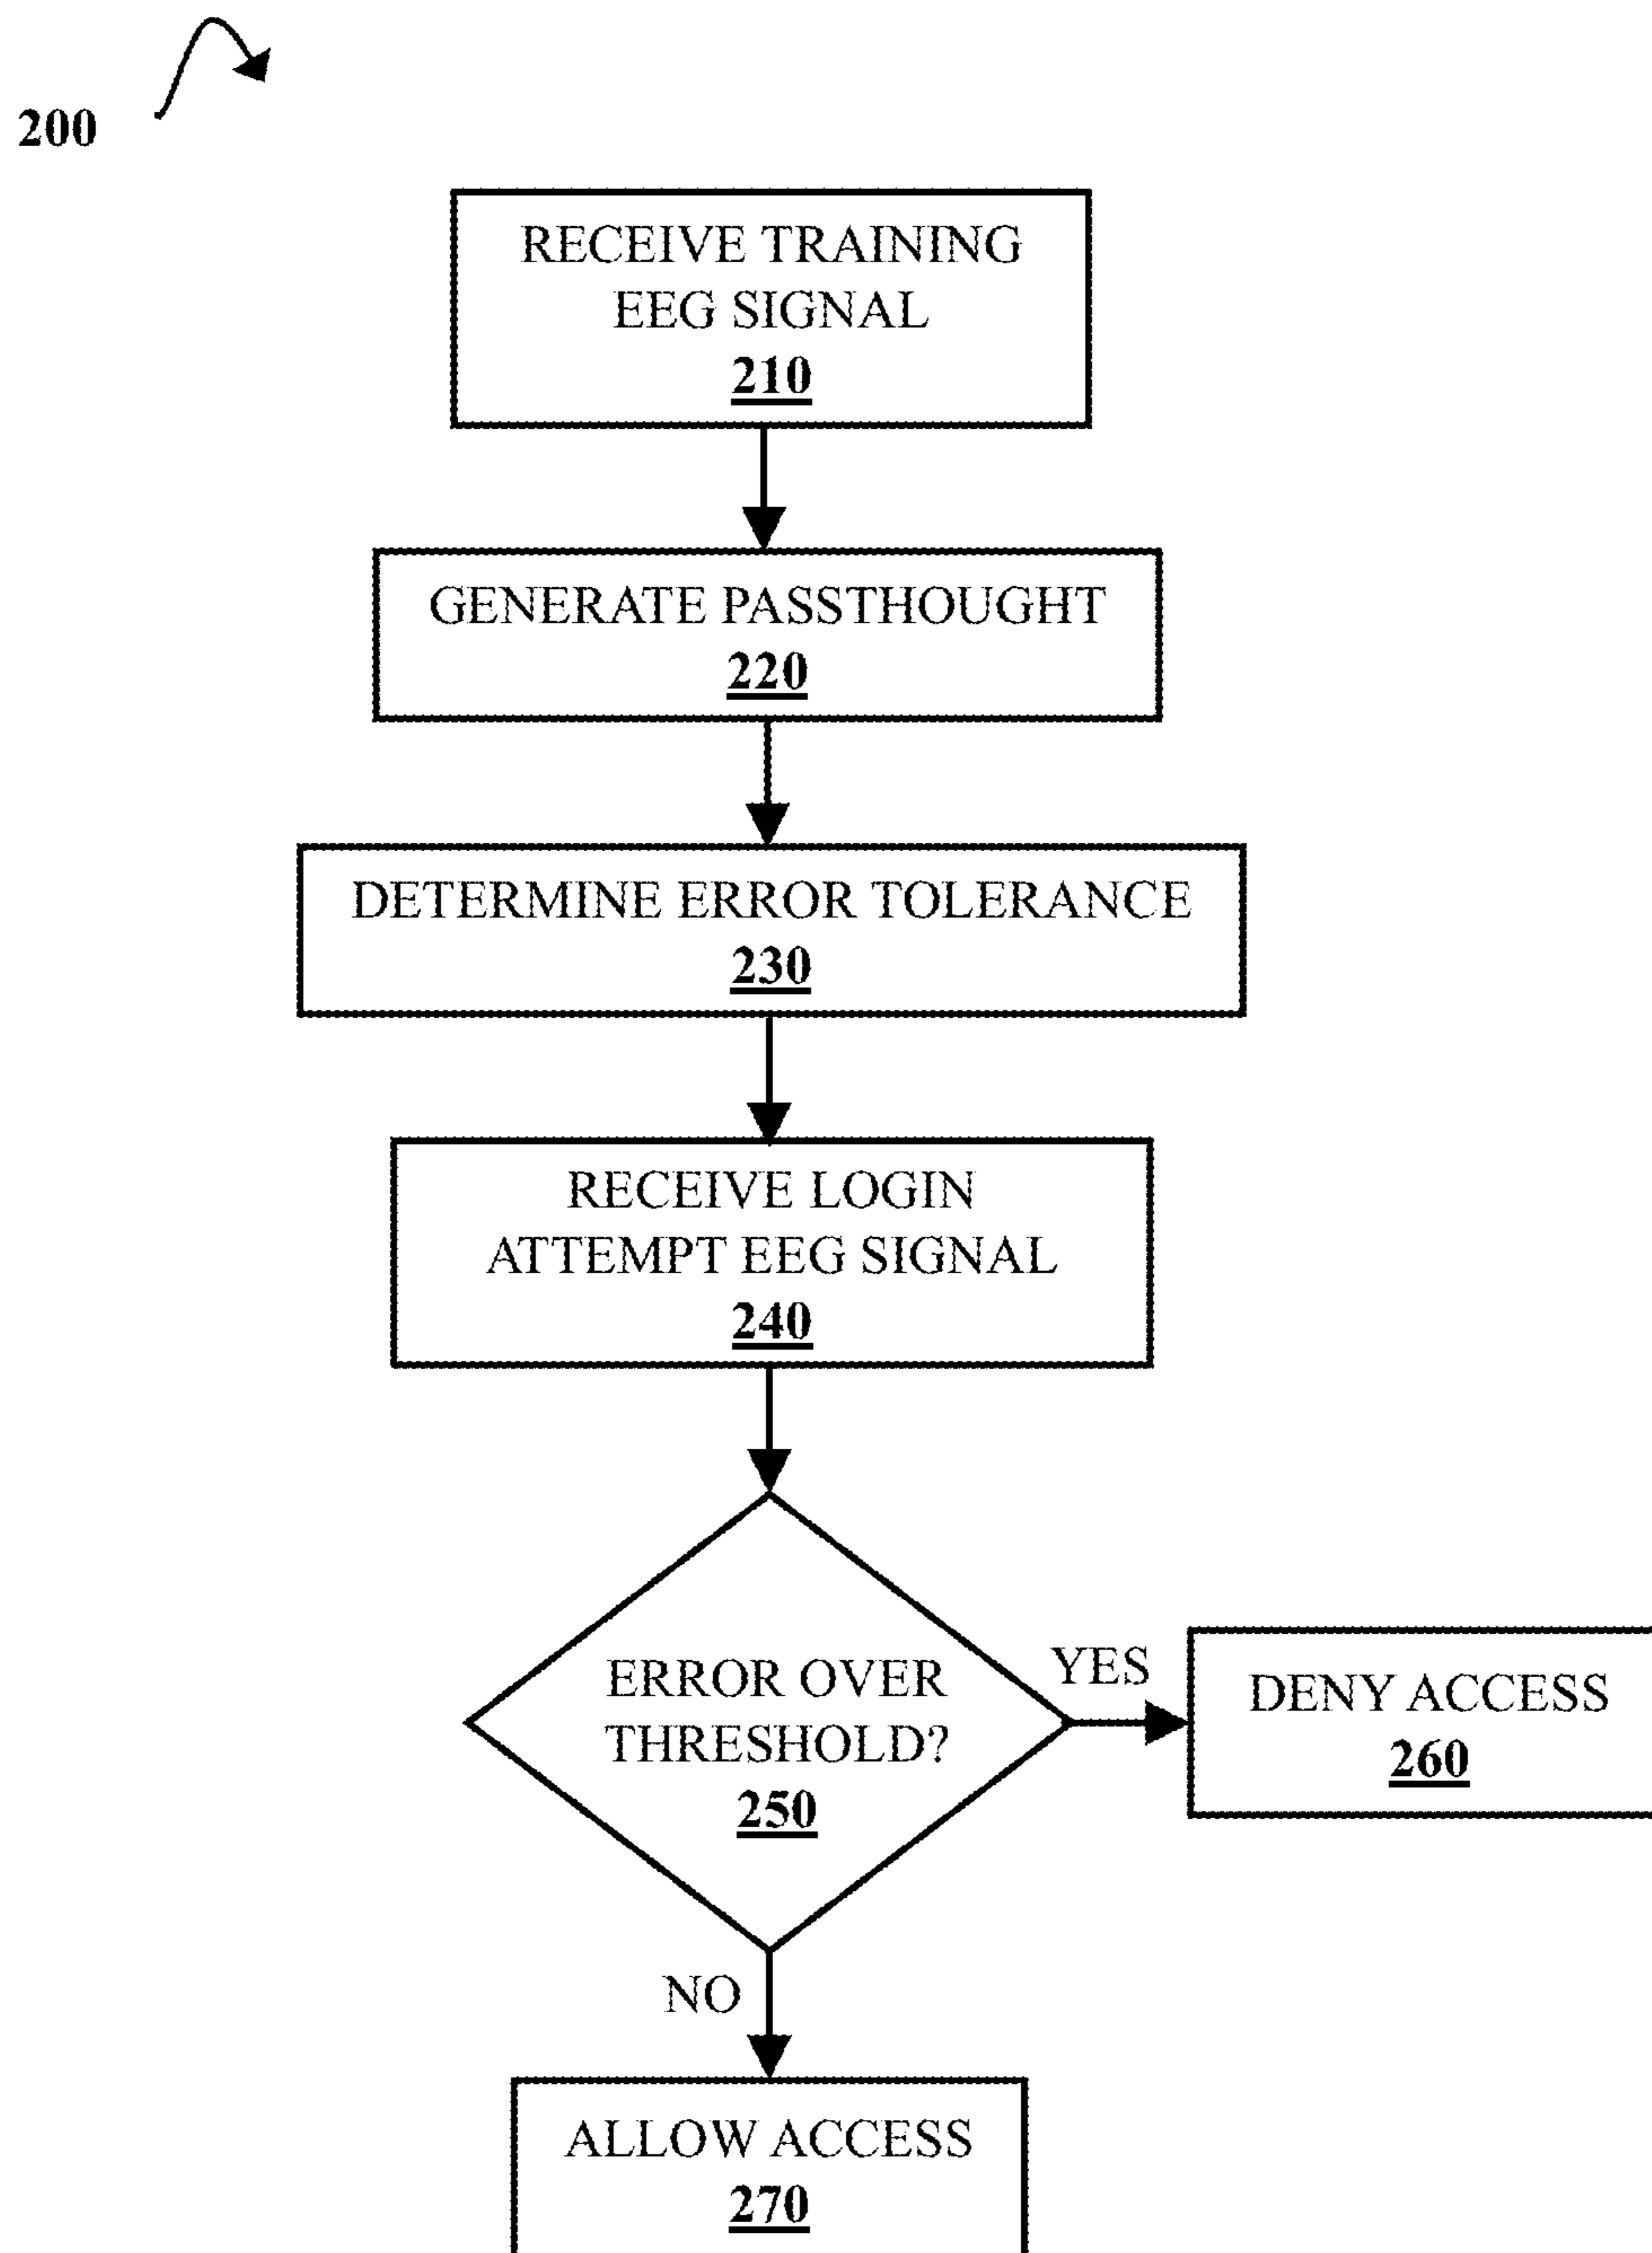 200
RECEIVE TRAINING
EEG SIGNAL
210
GENERATE PASSTHOUGHT
220
DETERMINE ERROR TOLERANCE
230
RECEIVE LOGIN
ATTEMPT EEG SIGNAL
240
ERROR OVER
THRESHOLD?
250
YES
DENY ACCESS
260
NO
ALLOW ACCESS
270